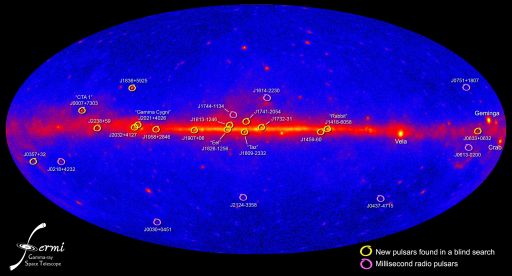 J1836+5925
J1614-2230
J0751+1807
"CTA 1"
J0007+7303
J1744-1134
"Gamma Cygni"
J2021+4026
J1813-1246
J1741-2054
"Rabbit"
J1418-6058
Geminga
J2238+59
J1732-31
J2032+4127
J1958+2846
J1907+06
"Eel"
J1826-1256
"Taz"
J1809-2332
J1459-60
Vela
J0633+0632
Crab
J0613-0200
J0357+32
J0218+4232
J2124-3358
J0437-4715
J0030+0451
Fermi
Gamma-ray
Space Telescope
New pulsars found in a blind search
Millisecond radio pulsars